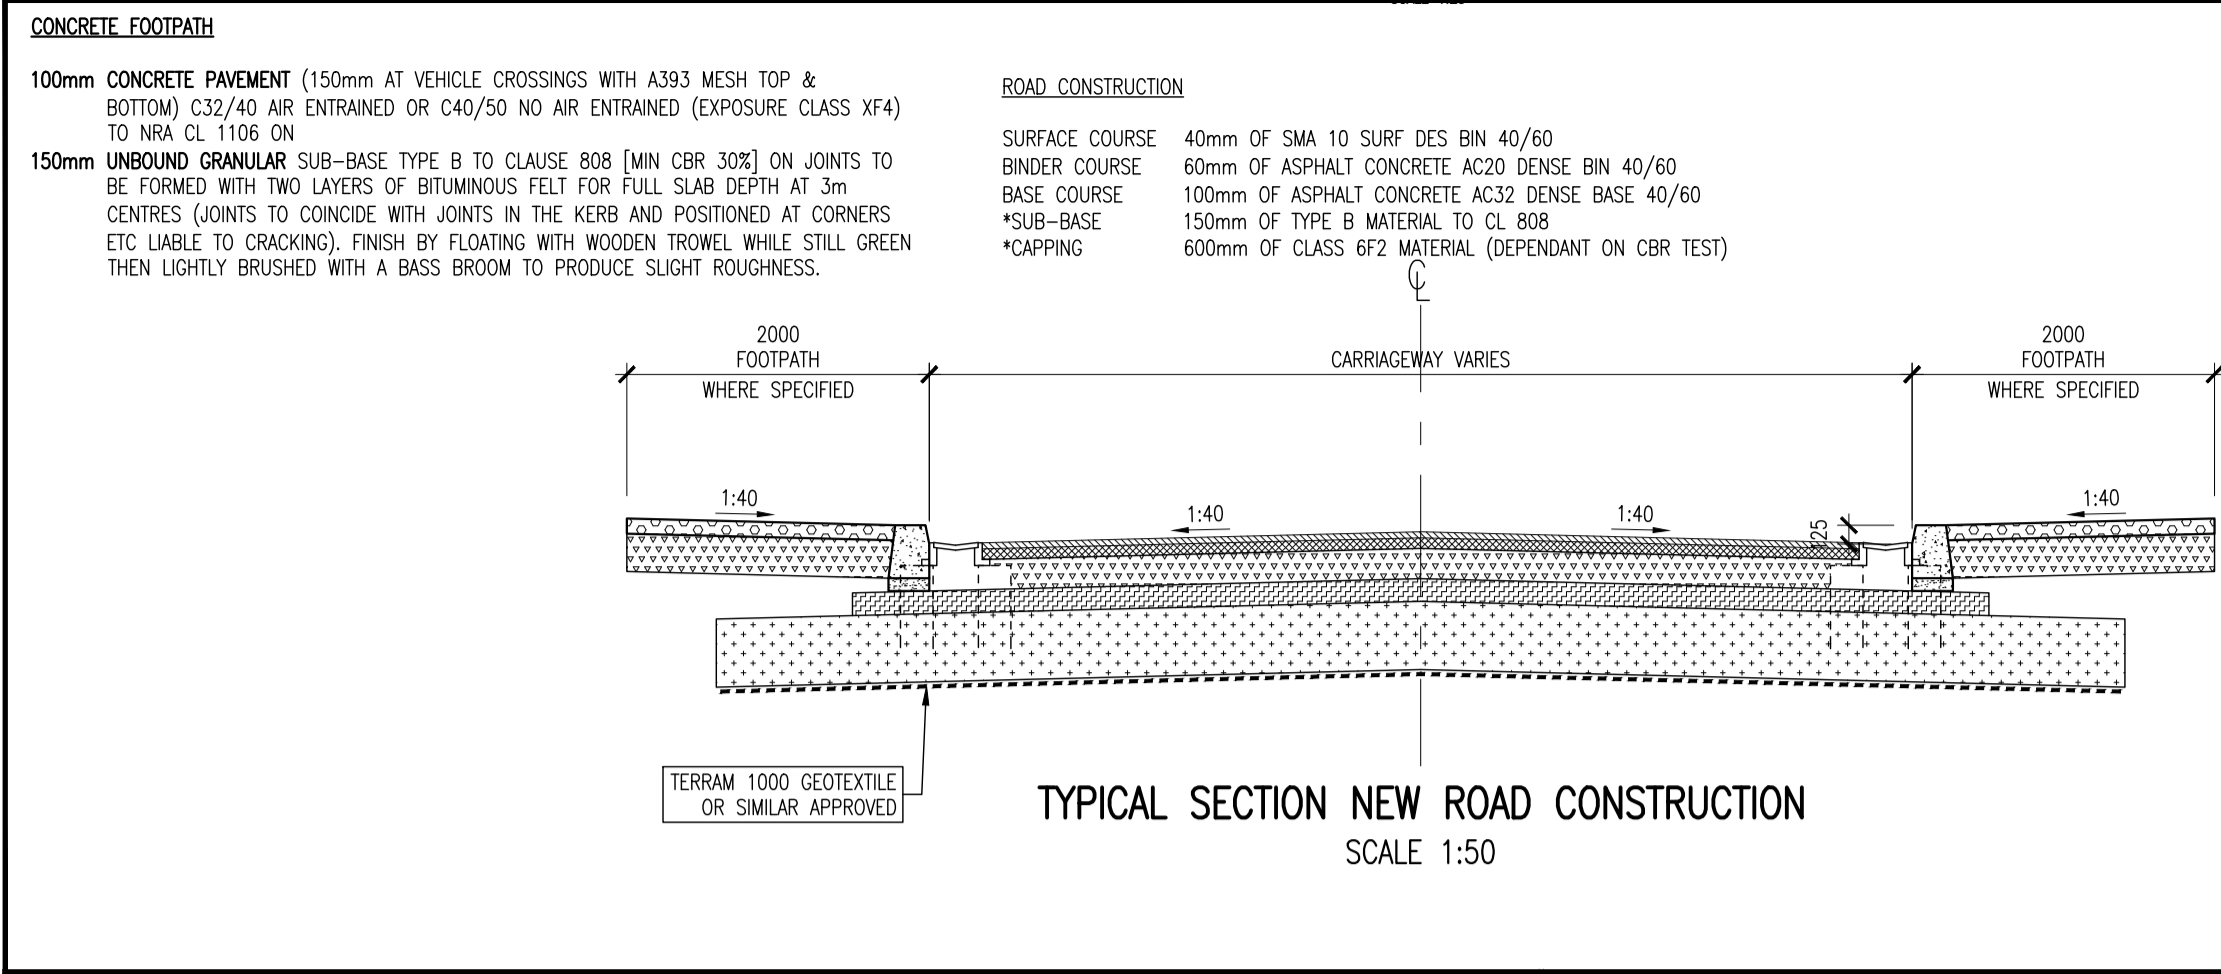 CONCRETE FOOTPATH
100mm CONCRETE PAVEMENT (150mm AT VEHICLE CROSSINGS WITH A393 MESH TOP &
BOTTOM) C32/40 AIR ENTRAINED OR C40/50 NO AIR ENTRAINED (EXPOSURE CLASS XF4)
TO NRA CL 1106 ON
150mm UNBOUND GRANULAR SUB-BASE TYPE B TO CLAUSE 808 [MIN CBR 30%] ON JOINTS TO
BE FORMED WITH TWO LAYERS OF BITUMINOUS FELT FOR FULL SLAB DEPTH AT 3m
CENTRES (JOINTS TO COINCIDE WITH JOINTS IN THE KERB AND POSITIONED AT CORNERS
ETC LIABLE TO CRACKING). FINISH BY FLOATING WITH WOODEN TROWEL WHILE STILL GREEN
THEN LIGHTLY BRUSHED WITH A BASS BROOM TO PRODUCE SLIGHT ROUGHNESS.
ROAD CONSTRUCTION
SURFACE COURSE 40mm OF SMA 10 SURF DES BIN 40/60
BINDER COURSE 60mm OF ASPHALT CONCRETE AC20 DENSE BIN 40/60
BASE COURSE 100mm OF ASPHALT CONCRETE AC32 DENSE BASE 40/60
*SUB-BASE 150mm OF TYPE B MATERIAL TO CL 808
*CAPPING 600mm OF CLASS 6F2 MATERIAL (DEPENDANT ON CBR TEST)
℄
2000
FOOTPATH
WHERE SPECIFIED
CARRIAGEWAY VARIES
2000
FOOTPATH
WHERE SPECIFIED
1:40
1:40
1:40
125
1:40
TERRAM 1000 GEOTEXTILE
OR SIMILAR APPROVED
TYPICAL SECTION NEW ROAD CONSTRUCTION
SCALE 1:50